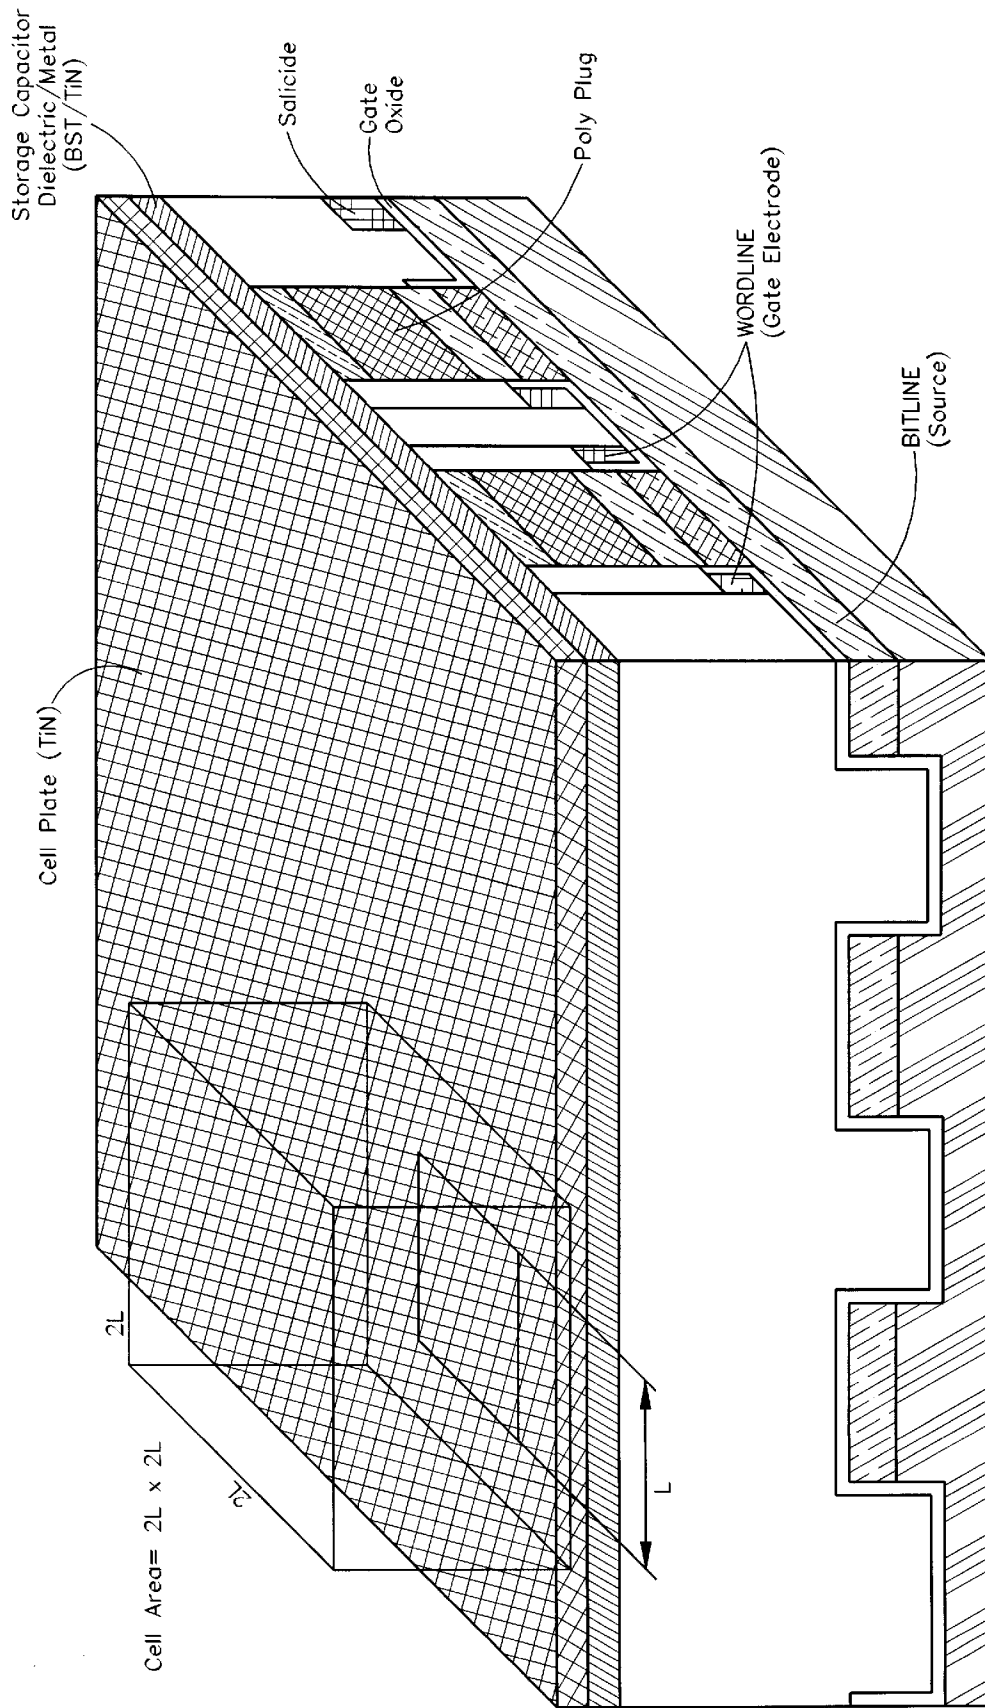 Storage Capacitor
Dielectric/Metal
(BST/TiN)
Salicide
Gate
Oxide
Poly Plug
WORDLINE
(Gate Electrode)
BITLINE
(Source)
Cell Plate (TiN)
2L
2L
Cell Area= 2L x 2L
L